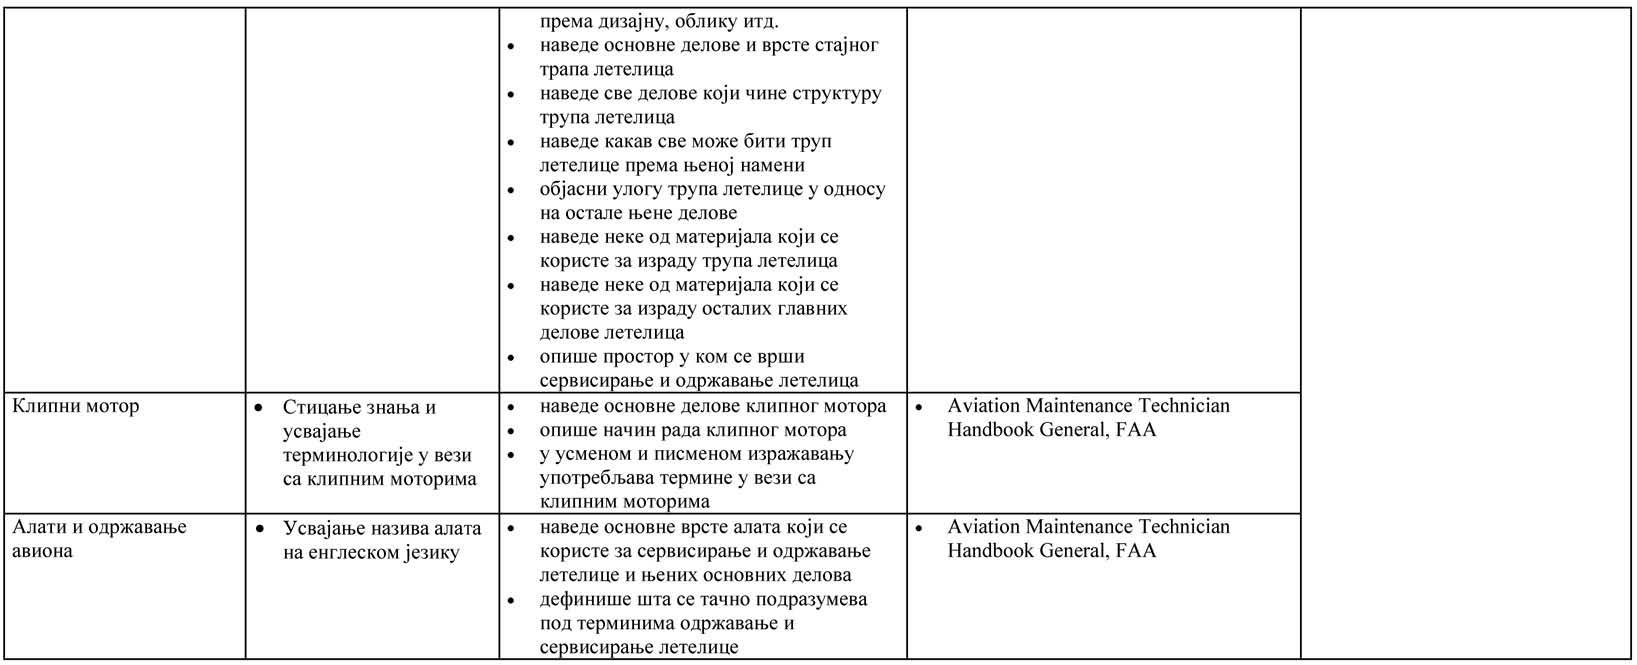 према дизајну, облику итд.
• наведе основне делове и врсте стајног
трапа летелица
• наведе све делове који чине структуру
трупа летелица
• наведе какав све може бити труп
летелице према њеној намени
• објасни улогу трупа летелице у односу
на остале њене делове
• наведе неке од материјала који се
користе за израду трупа летелица
• наведе неке од материјала који се
користе за израду осталих главних
делове летелица
• опише простор у ком се врши
сервисирање и одржавање летелица
Клипни мотор
• Стицање знања и
усвајање
терминологије у вези
са клипним моторима
• наведе основне делове клипног мотора
• опише начин рада клипног мотора
• у усменом и писменом изражавању
употребљава термине у вези са
клипним моторима
• Aviation Maintenance Technician
Handbook General, FAA
Алати и одржавање
авиона
• Усвајање назива алата
на енглеском језику
• наведе основне врсте алата који се
користе за сервисирање и одржавање
летелице и њених основних делова
• дефинише шта се тачно подразумева
под терминима одржавање и
сервисирање летелице
• Aviation Maintenance Technician
Handbook General, FAA